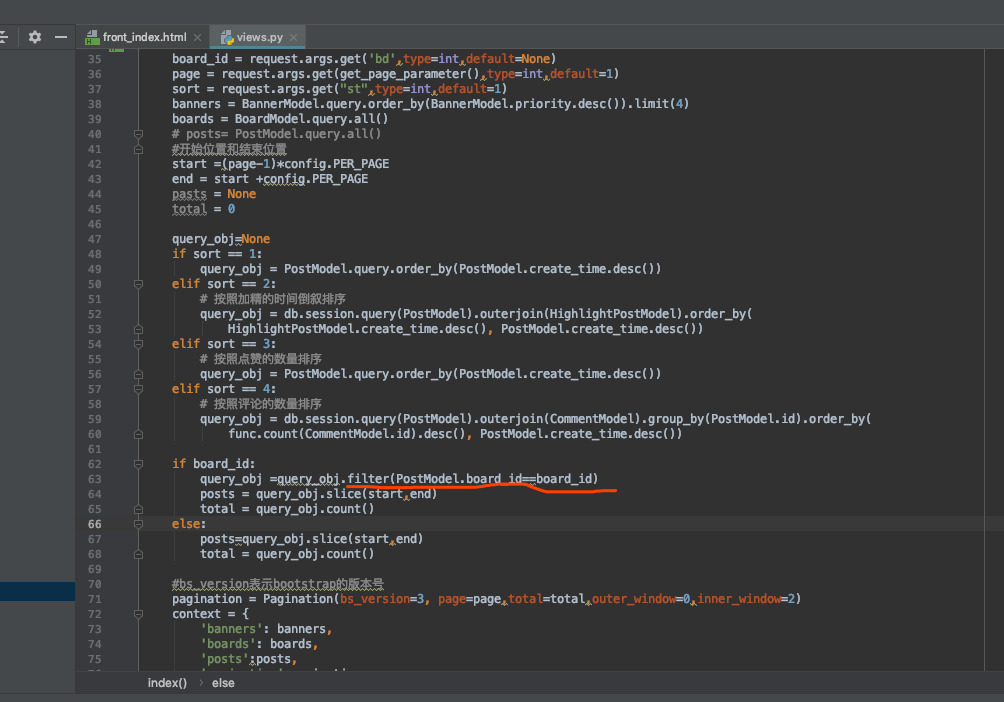 front_index.html
views.py
35 board_id = request.args.get('bd',type=int,default=None)
36 page = request.args.get(get_page_parameter(),type=int,default=1)
37 sort = request.args.get("st",type=int,default=1)
38 banners = BannerModel.query.order_by(BannerModel.priority.desc()).limit(4)
39 boards = BoardModel.query.all()
40 # posts= PostModel.query.all()
41 #开始位置和结束位置
42 start =(page-1)*config.PER_PAGE
43 end = start +config.PER_PAGE
44 pasts = None
45 total = 0
46
47 query_obj=None
48 if sort == 1:
49 query_obj = PostModel.query.order_by(PostModel.create_time.desc())
50 elif sort == 2:
51 # 按照加精的时间倒叙排序
52 query_obj = db.session.query(PostModel).outerjoin(HighlightPostModel).order_by(
53 HighlightPostModel.create_time.desc(), PostModel.create_time.desc())
54 elif sort == 3:
55 # 按照点赞的数量排序
56 query_obj = PostModel.query.order_by(PostModel.create_time.desc())
57 elif sort == 4:
58 # 按照评论的数量排序
59 query_obj = db.session.query(PostModel).outerjoin(CommentModel).group_by(PostModel.id).order_by(
60 func.count(CommentModel.id).desc(), PostModel.create_time.desc())
61
62 if board_id:
63 query_obj =query_obj.filter(PostModel.board_id==board_id)
64 posts = query_obj.slice(start,end)
65 total = query_obj.count()
66 else:
67 posts=query_obj.slice(start,end)
68 total = query_obj.count()
69
70 #bs_version表示bootstrap的版本号
71 pagination = Pagination(bs_version=3, page=page,total=total,outer_window=0,inner_window=2)
72 context = {
73 'banners': banners,
74 'boards': boards,
75 'posts':posts,
index() › else